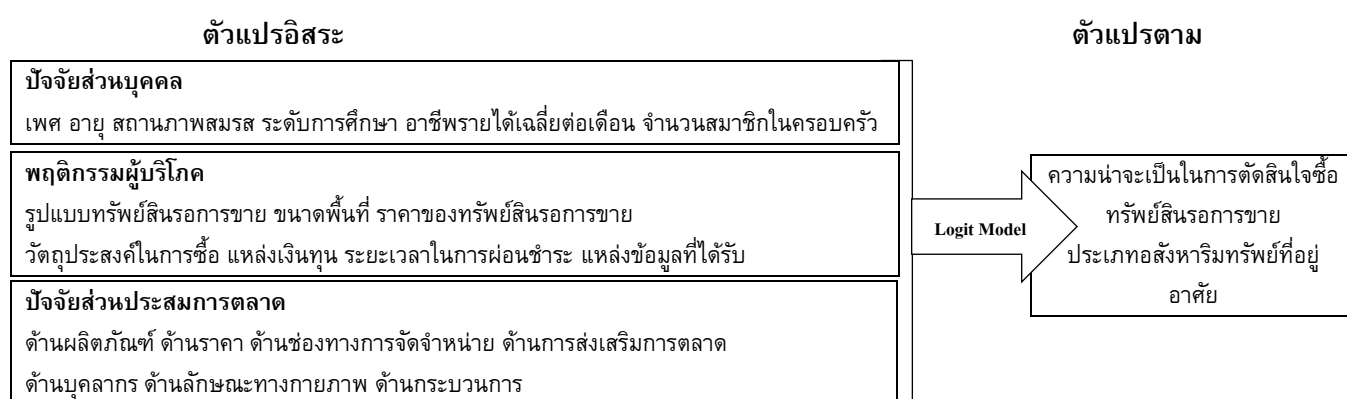 ตัวแปรอิสระ
ตัวแปรตาม
ปัจจัยส่วนบุคคล
เพศ อายุ สถานภาพสมรส ระดับการศึกษา อาชีพรายได้เฉลี่ยต่อเดือน จำนวนสมาชิกในครอบครัว
พฤติกรรมผู้บริโภค
รูปแบบทรัพย์สินรอการขาย ขนาดพื้นที่ ราคาของทรัพย์สินรอการขาย
วัตถุประสงค์ในการซื้อ แหล่งเงินทุน ระยะเวลาในการผ่อนชำระ แหล่งข้อมูลที่ได้รับ
ปัจจัยส่วนประสมการตลาด
ด้านผลิตภัณฑ์ ด้านราคา ด้านช่องทางการจัดจำหน่าย ด้านการส่งเสริมการตลาด
ด้านบุคลากร ด้านลักษณะทางกายภาพ ด้านกระบวนการ
Logit Model
ความน่าจะเป็นในการตัดสินใจซื้อ
ทรัพย์สินรอการขาย
ประเภทอสังหาริมทรัพย์ที่อยู่
อาศัย